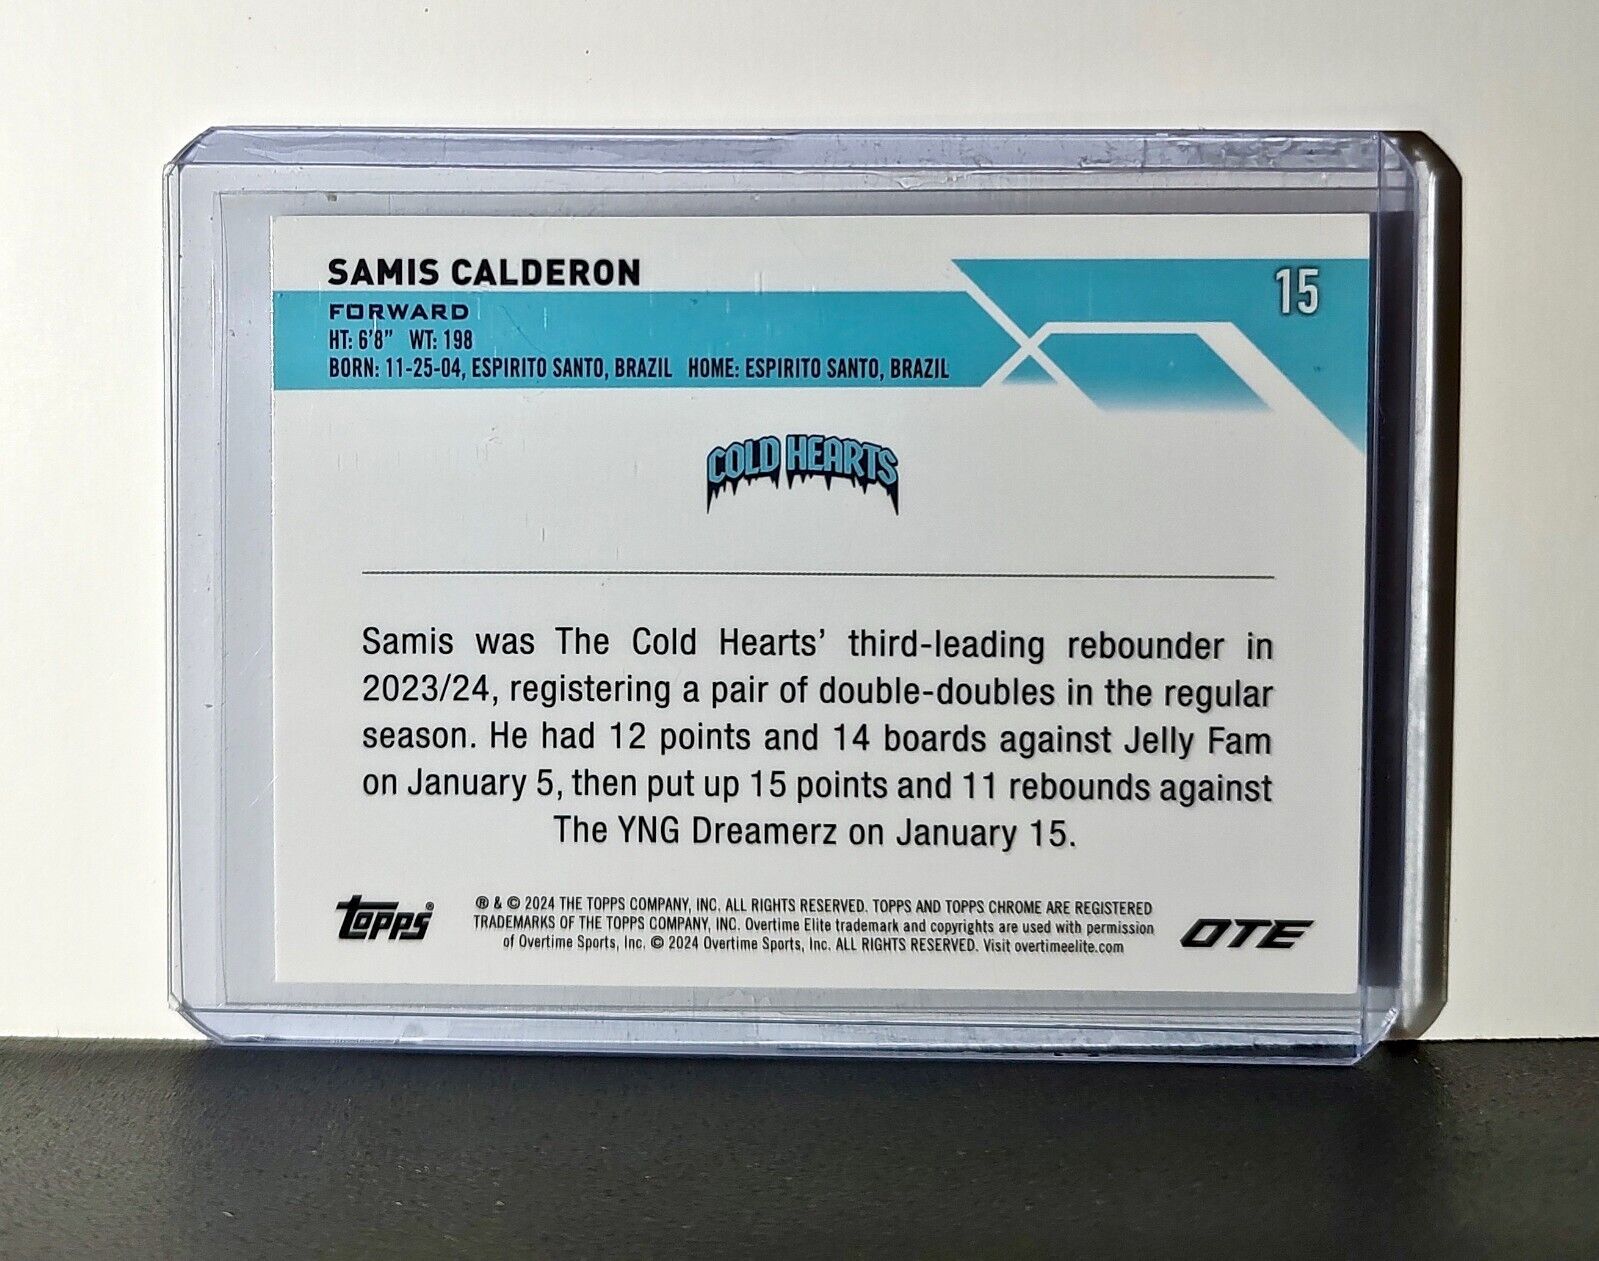 SAMIS CALDERON
15
FORWARD
HT: 6'8" WT: 198
BORN: 11-25-04, ESPIRITO SANTO, BRAZIL HOME: ESPIRITO SANTO, BRAZIL
COLD HEARTS
Samis was The Cold Hearts' third-leading rebounder in
2023/24, registering a pair of double-doubles in the regular
season. He had 12 points and 14 boards against Jelly Fam
on January 5, then put up 15 points and 11 rebounds against
The YNG Dreamerz on January 15.
Topps®
® & © 2024 THE TOPPS COMPANY, INC. ALL RIGHTS RESERVED. TOPPS AND TOPPS CHROME ARE REGISTERED
TRADEMARKS OF THE TOPPS COMPANY, INC. Overtime Elite trademark and copyrights are used with permission
of Overtime Sports, Inc. © 2024 Overtime Sports, Inc. ALL RIGHTS RESERVED. Visit overtimeelite.com
OTE